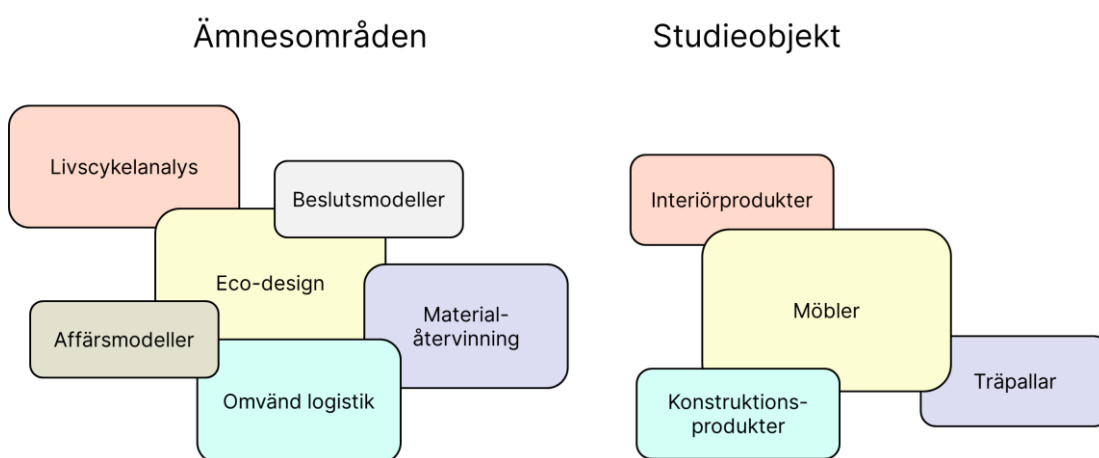 Ämnesområden
Studieobjekt
Livscykelanalys
Beslutsmodeller
Eco-design
Material-
återvinning
Affärsmodeller
Omvänd logistik
Interiörprodukter
Möbler
Träpallar
Konstruktions-
produkter